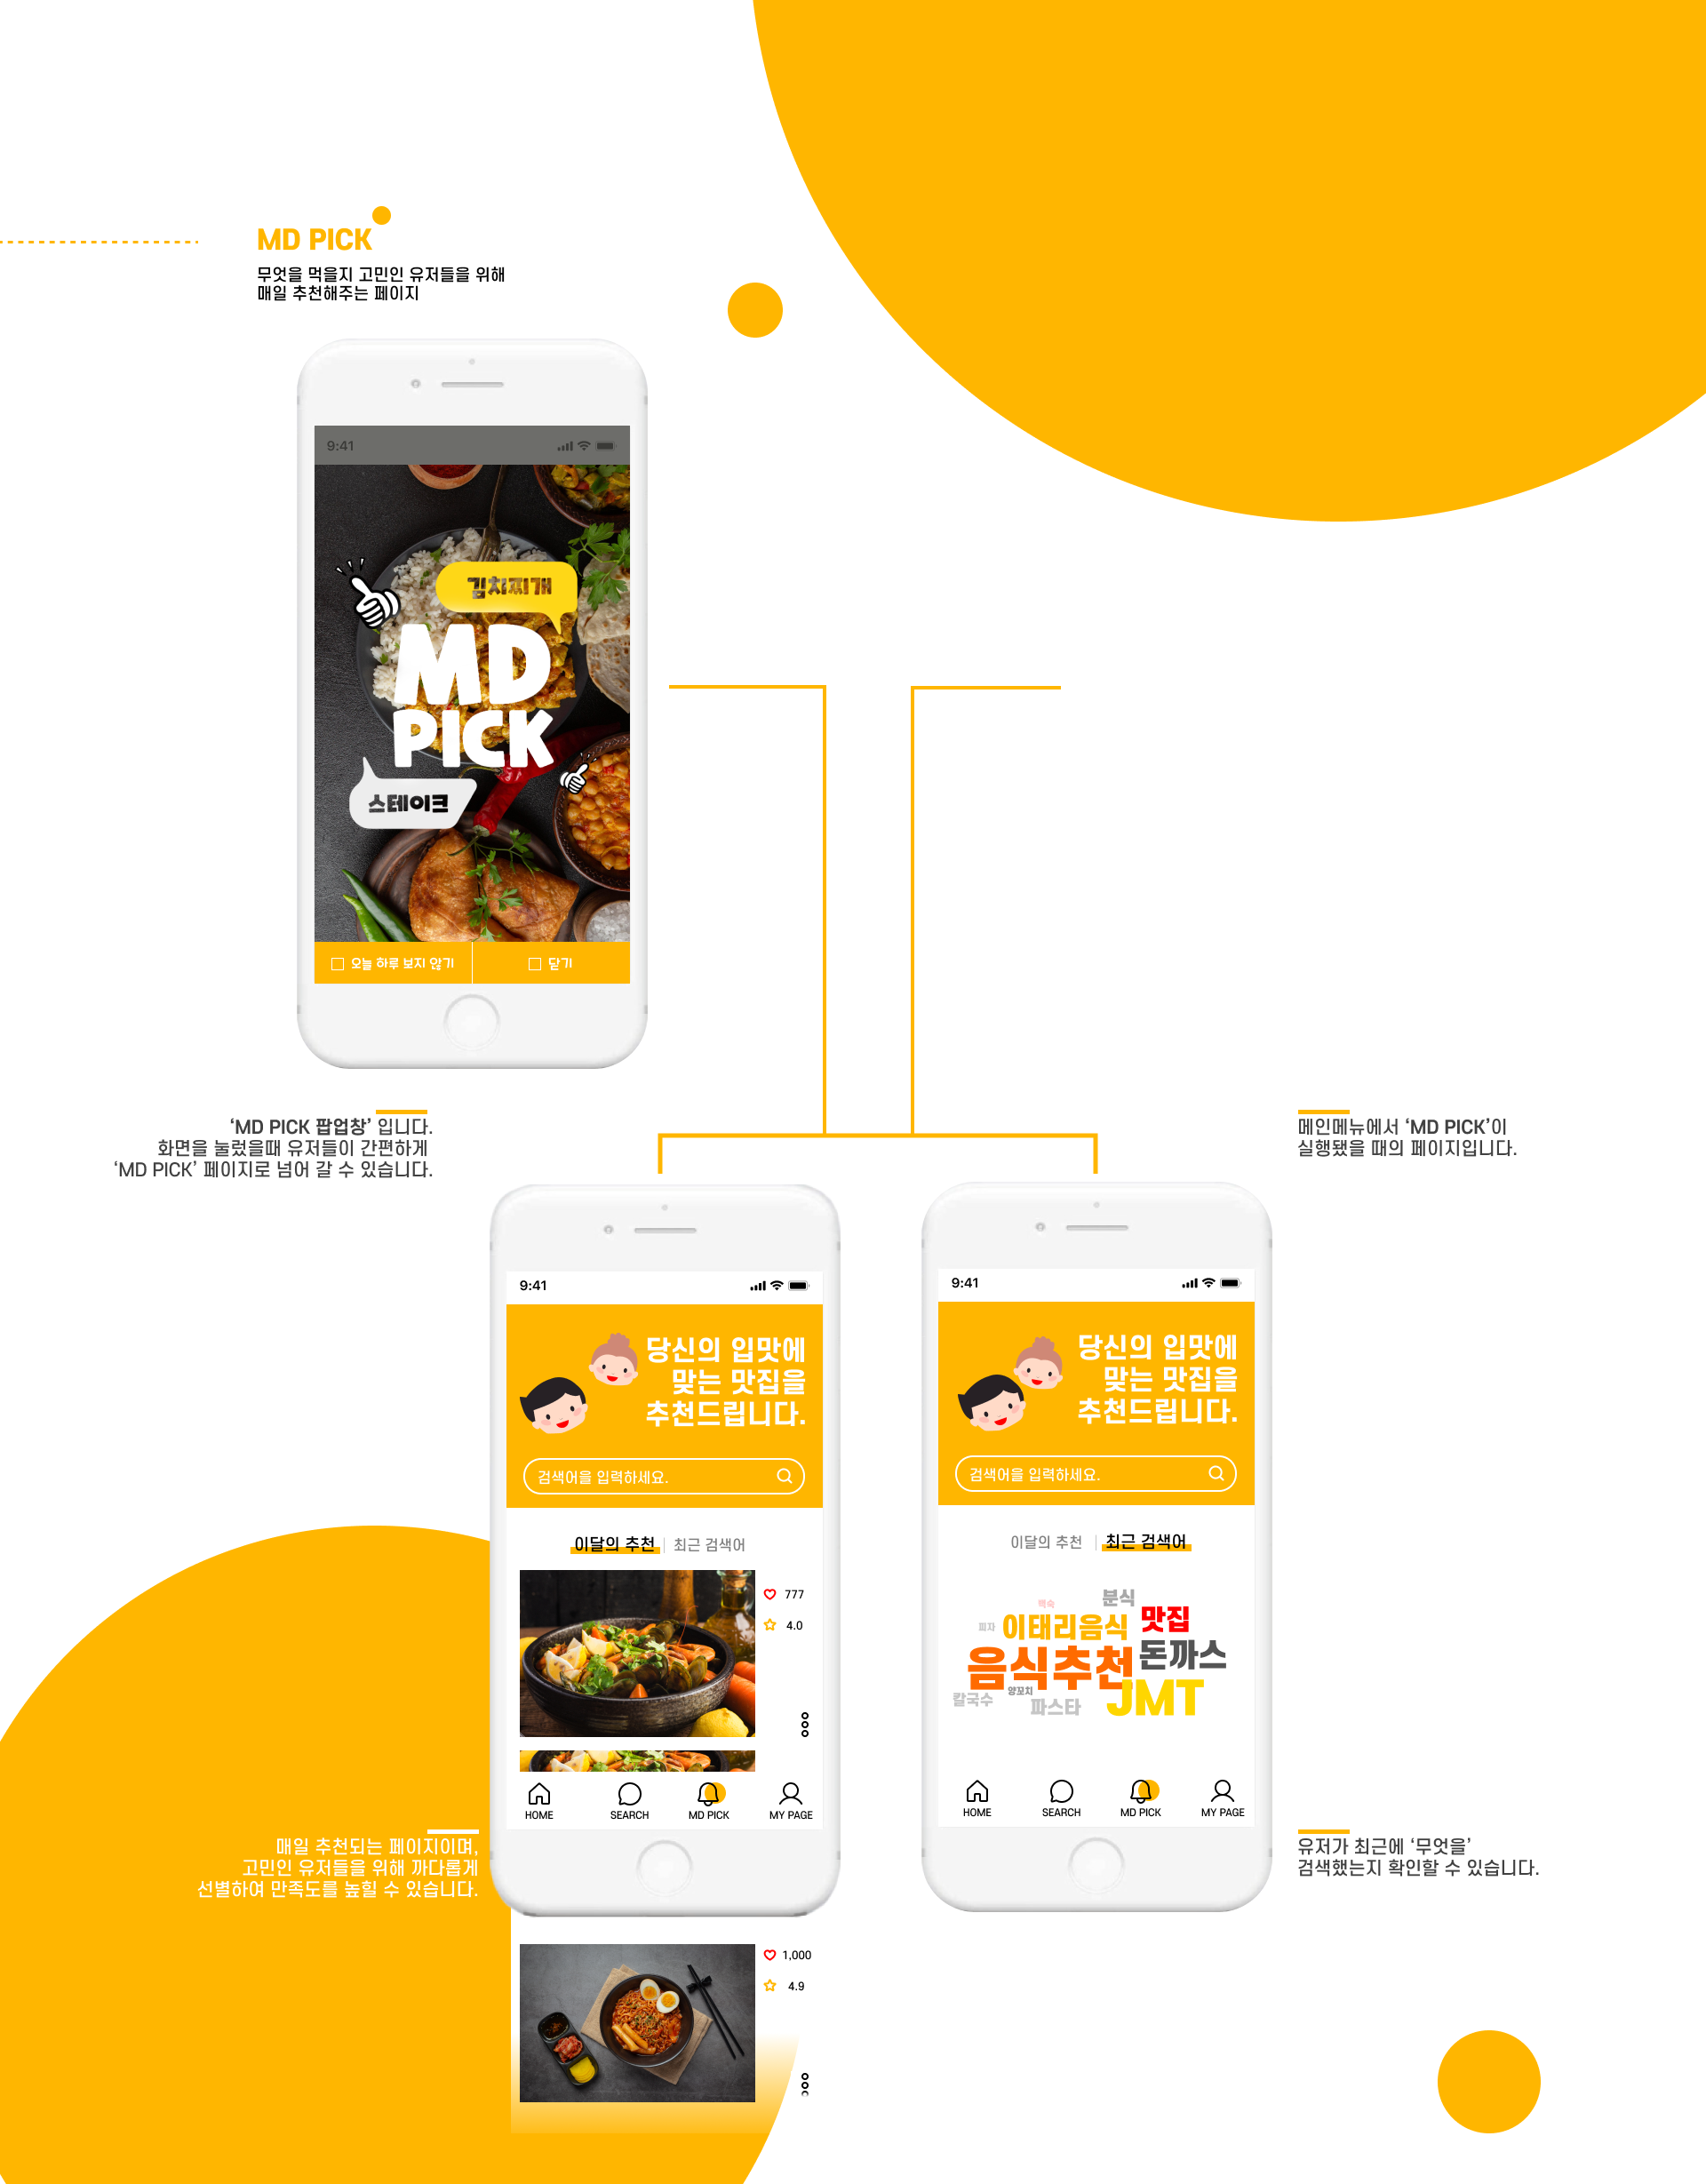 MD PICK
무엇을 먹을지 고민인 유저들을 위해
매일 추천해주는 페이지
9:41
김치찌개
MD
PICK
스테이크
오늘 하루 보지 않기
닫기
‘MD PICK 팝업창’ 입니다.
화면을 눌렀을때 유저들이 간편하게
‘MD PICK’ 페이지로 넘어 갈 수 있습니다.
메인메뉴에서 ‘MD PICK’이
실행됐을 때의 페이지입니다.
9:41
당신의 입맛에
맞는 맛집을
추천드립니다.
검색어을 입력하세요.
이달의 추천 | 최근 검색어
777
4.0
HOME SEARCH MD PICK MY PAGE
9:41
당신의 입맛에
맞는 맛집을
추천드립니다.
검색어을 입력하세요.
이달의 추천 | 최근 검색어
백숙
분식
피자
이태리음식
맛집
음식추천
돈까스
칼국수
양꼬치
파스타
JMT
HOME SEARCH MD PICK MY PAGE
매일 추천되는 페이지이며,
고민인 유저들을 위해 까다롭게
선별하여 만족도를 높힐 수 있습니다.
유저가 최근에 ‘무엇을’
검색했는지 확인할 수 있습니다.
1,000
4.9